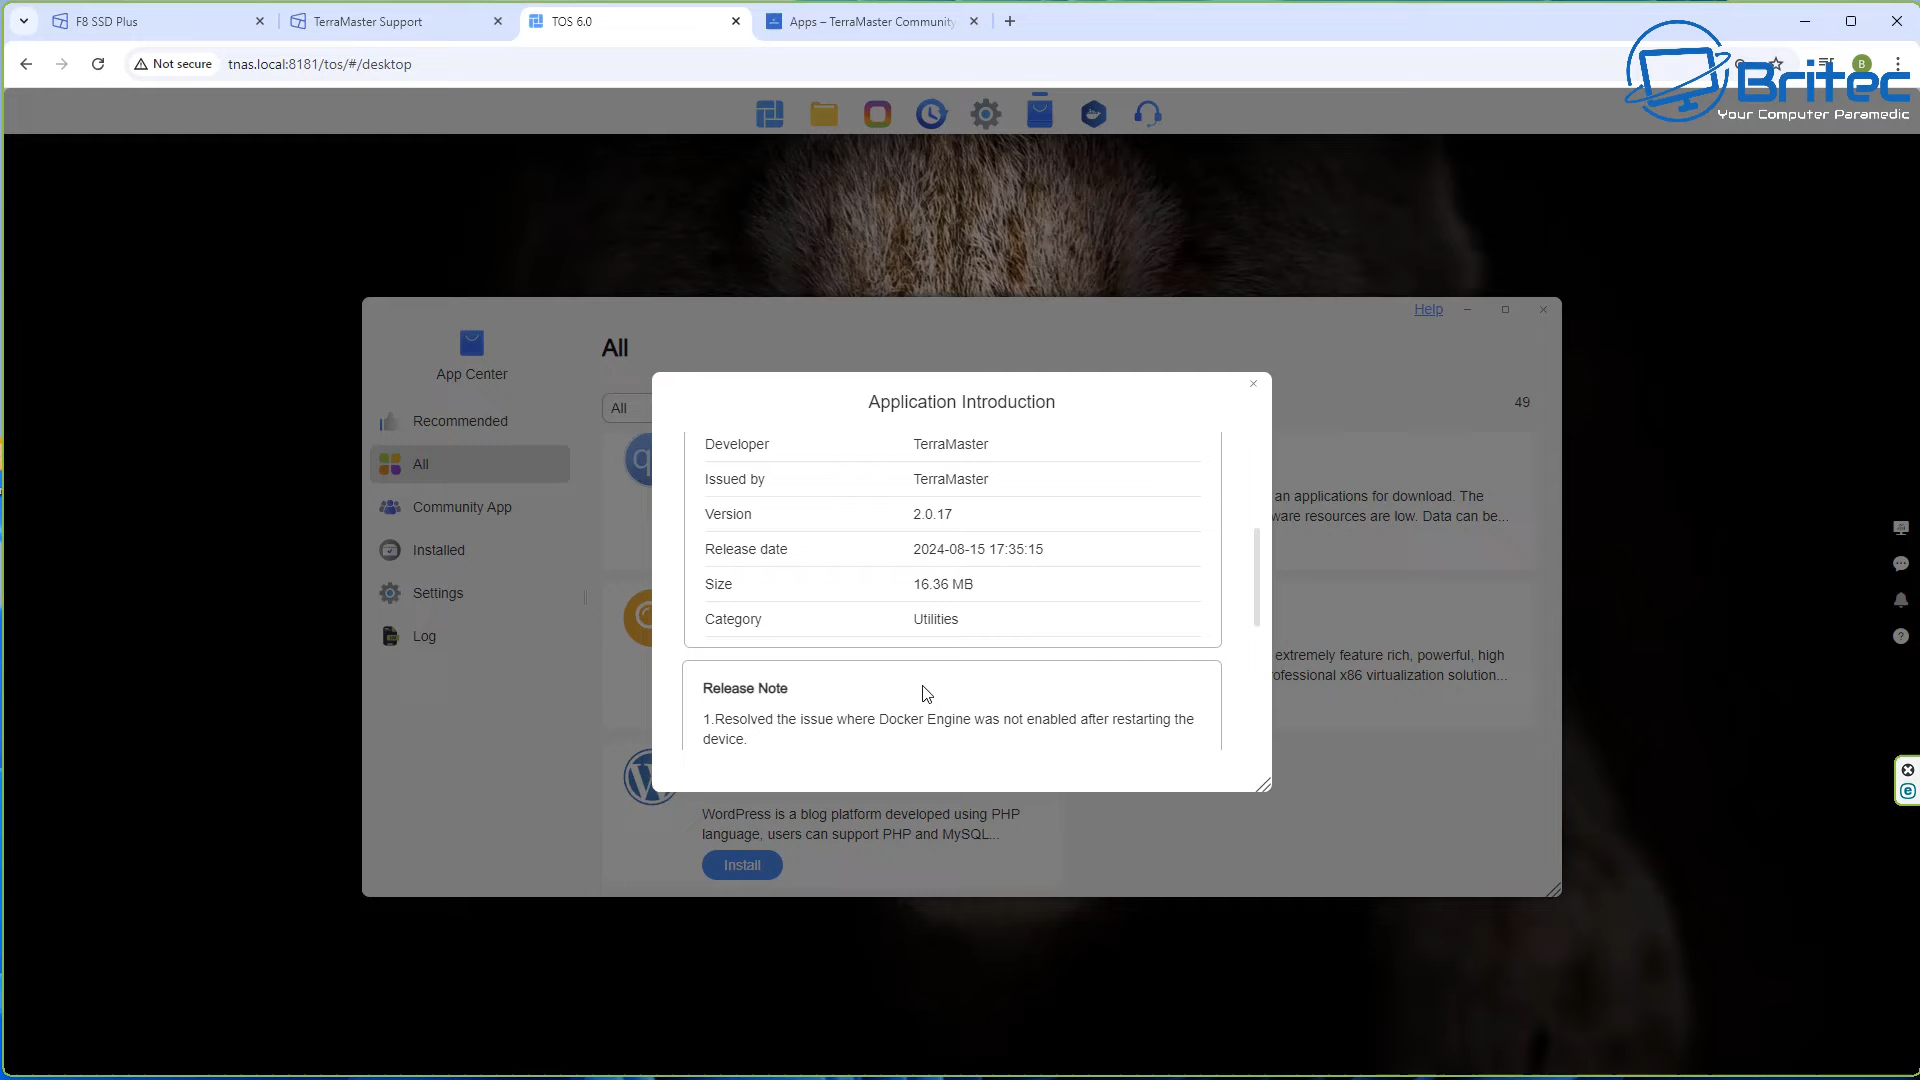 F8 SSD Plus
TerraMaster Support
TOS 6.0
Apps – TerraMaster Community
Not secure
tnas.local:8181/tos/#/desktop
B
Britec
Your Computer Paramedic
Help
App Center
All
Recommended
All
Community App
Installed
Settings
Log
All
49
an applications for download. The
ware resources are low. Data can be...
extremely feature rich, powerful, high
rofessional x86 virtualization solution...
Application Introduction
Developer TerraMaster
Issued by TerraMaster
Version 2.0.17
Release date 2024-08-15 17:35:15
Size 16.36 MB
Category Utilities
Release Note
1.Resolved the issue where Docker Engine was not enabled after restarting the
device.
WordPress is a blog platform developed using PHP
language, users can support PHP and MySQL...
Install